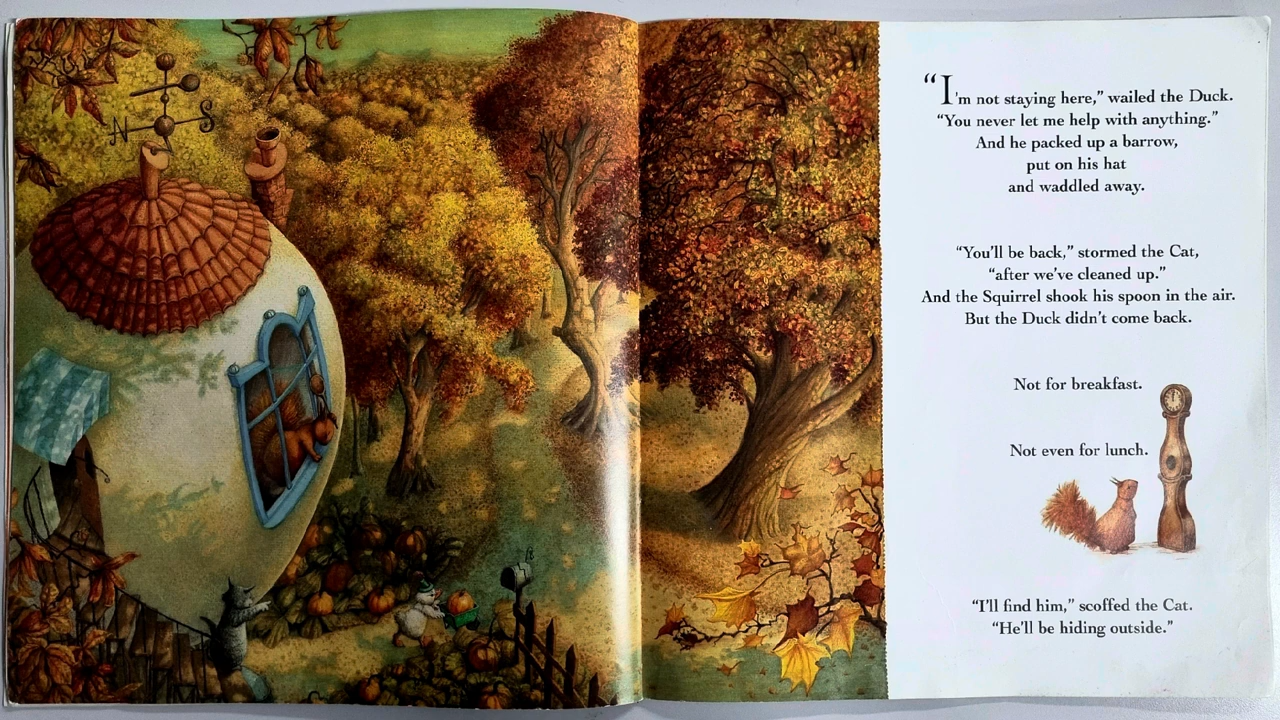 N S
“I’m not staying here,” wailed the Duck.
“You never let me help with anything.”
And he packed up a barrow,
put on his hat
and waddled away.
“You’ll be back,” stormed the Cat,
“after we’ve cleaned up.”
And the Squirrel shook his spoon in the air.
But the Duck didn’t come back.
Not for breakfast.
Not even for lunch.
“I’ll find him,” scoffed the Cat.
“He’ll be hiding outside.”